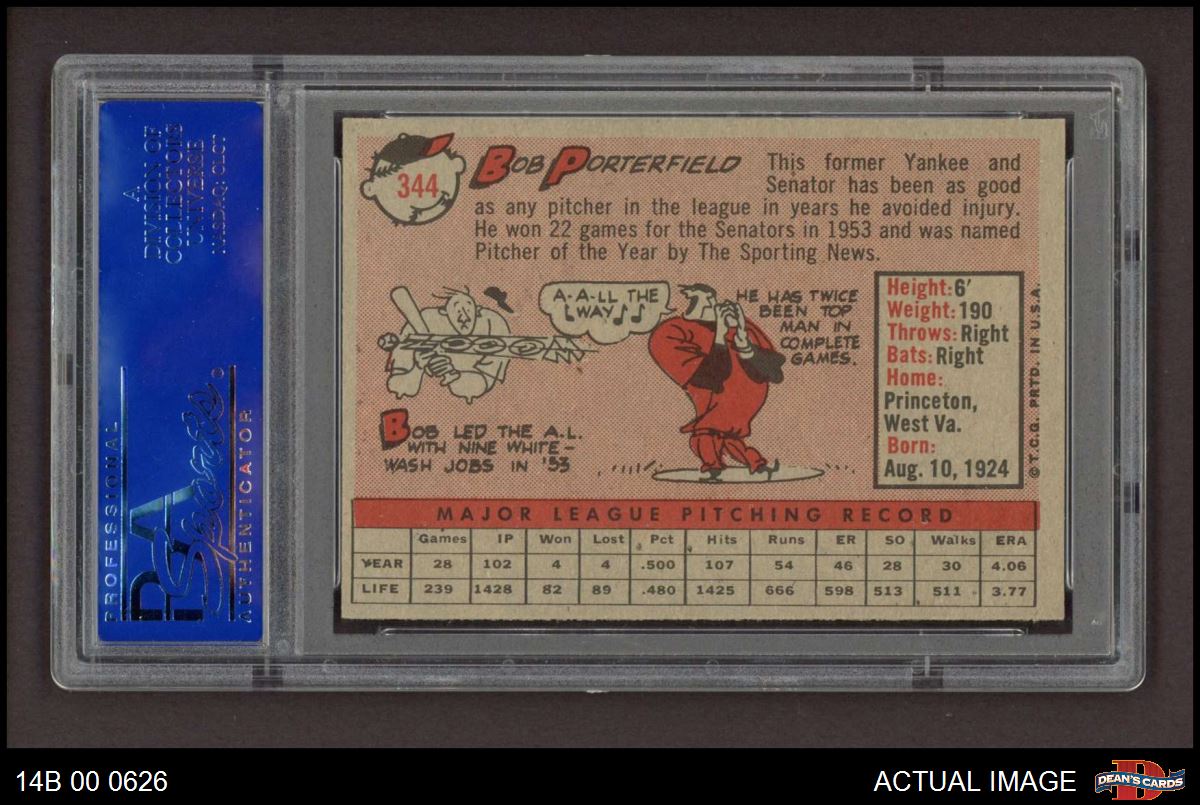 A
DIVISION OF
COLLECTORS
UNIVERSE
NASDAQ: CLCT
PROFESSIONAL
PSA
Sports
AUTHENTICATOR
344
BOB PORTERFIELD
This former Yankee and
Senator has been as good
as any pitcher in the league in years he avoided injury.
He won 22 games for the Senators in 1953 and was named
Pitcher of the Year by The Sporting News.
A-A-LL THE
WAY
HE HAS TWICE
BEEN TOP
MAN IN
COMPLETE
GAMES.
BOB LED THE A.L.
WITH NINE WHITE-
WASH JOBS IN '53
Height: 6'
Weight: 190
Throws: Right
Bats: Right
Home:
Princeton,
West Va.
Born:
Aug. 10, 1924
© T.C.G. PRTD. IN U.S.A.
MAJOR LEAGUE PITCHING RECORD
Games IP Won Lost Pct Hits Runs ER SO Walks ERA
YEAR 28 102 4 4 .500 107 54 46 28 30 4.06
LIFE 239 1428 82 89 .480 1425 666 598 513 511 3.77
14B 00 0626
ACTUAL IMAGE
DEAN'S CARDS